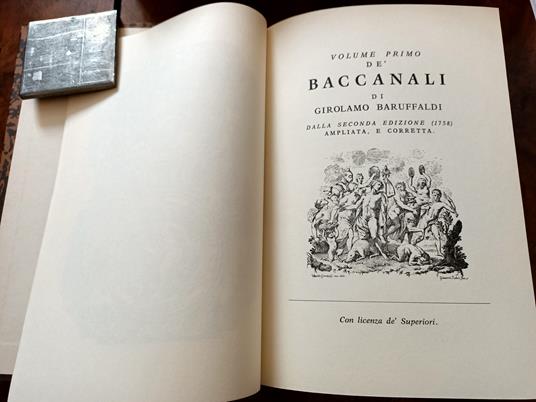 VOLUME PRIMO
DE'
BACCANALI
DI
GIROLAMO BARUFFALDI
DALLA SECONDA EDIZIONE (1758)
AMPLIATA, E CORRETTA.
Con licenza de' Superiori.